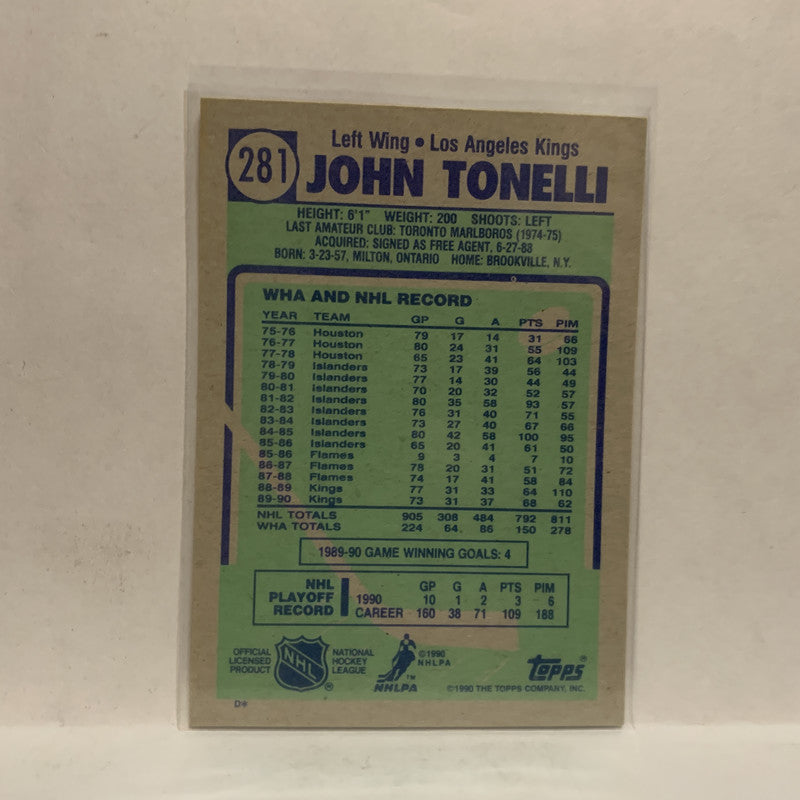 281
Left Wing • Los Angeles Kings
JOHN TONELLI
HEIGHT: 6'1" WEIGHT: 200 SHOOTS: LEFT
LAST AMATEUR CLUB: TORONTO MARLBOROS (1974-75)
ACQUIRED: SIGNED AS FREE AGENT, 6-27-88
BORN: 3-23-57, MILTON, ONTARIO HOME: BROOKVILLE, N.Y.
WHA AND NHL RECORD
YEAR TEAM GP G A PTS PIM
75-76 Houston 79 17 14 31 66
76-77 Houston 80 24 31 55 109
77-78 Houston 65 23 41 64 103
78-79 Islanders 73 17 39 56 44
79-80 Islanders 77 14 30 44 49
80-81 Islanders 70 20 32 52 57
81-82 Islanders 80 35 58 93 57
82-83 Islanders 76 31 40 71 55
83-84 Islanders 73 27 40 67 66
84-85 Islanders 80 42 58 100 95
85-86 Islanders 65 20 41 61 50
85-86 Flames 9 3 4 7 10
86-87 Flames 78 20 31 51 72
87-88 Flames 74 17 41 58 84
88-89 Kings 77 31 33 64 110
89-90 Kings 73 31 37 68 62
NHL TOTALS 905 308 484 792 811
WHA TOTALS 224 64 86 150 278
1989-90 GAME WINNING GOALS: 4
NHL PLAYOFF RECORD
GP G A PTS PIM
1990 10 1 2 3 6
CAREER 160 38 71 109 188
OFFICIAL LICENSED PRODUCT
NHL
®
NATIONAL HOCKEY LEAGUE
©1990 NHLPA
NHLPA
™
Topps®
©1990 THE TOPPS COMPANY, INC.
D*